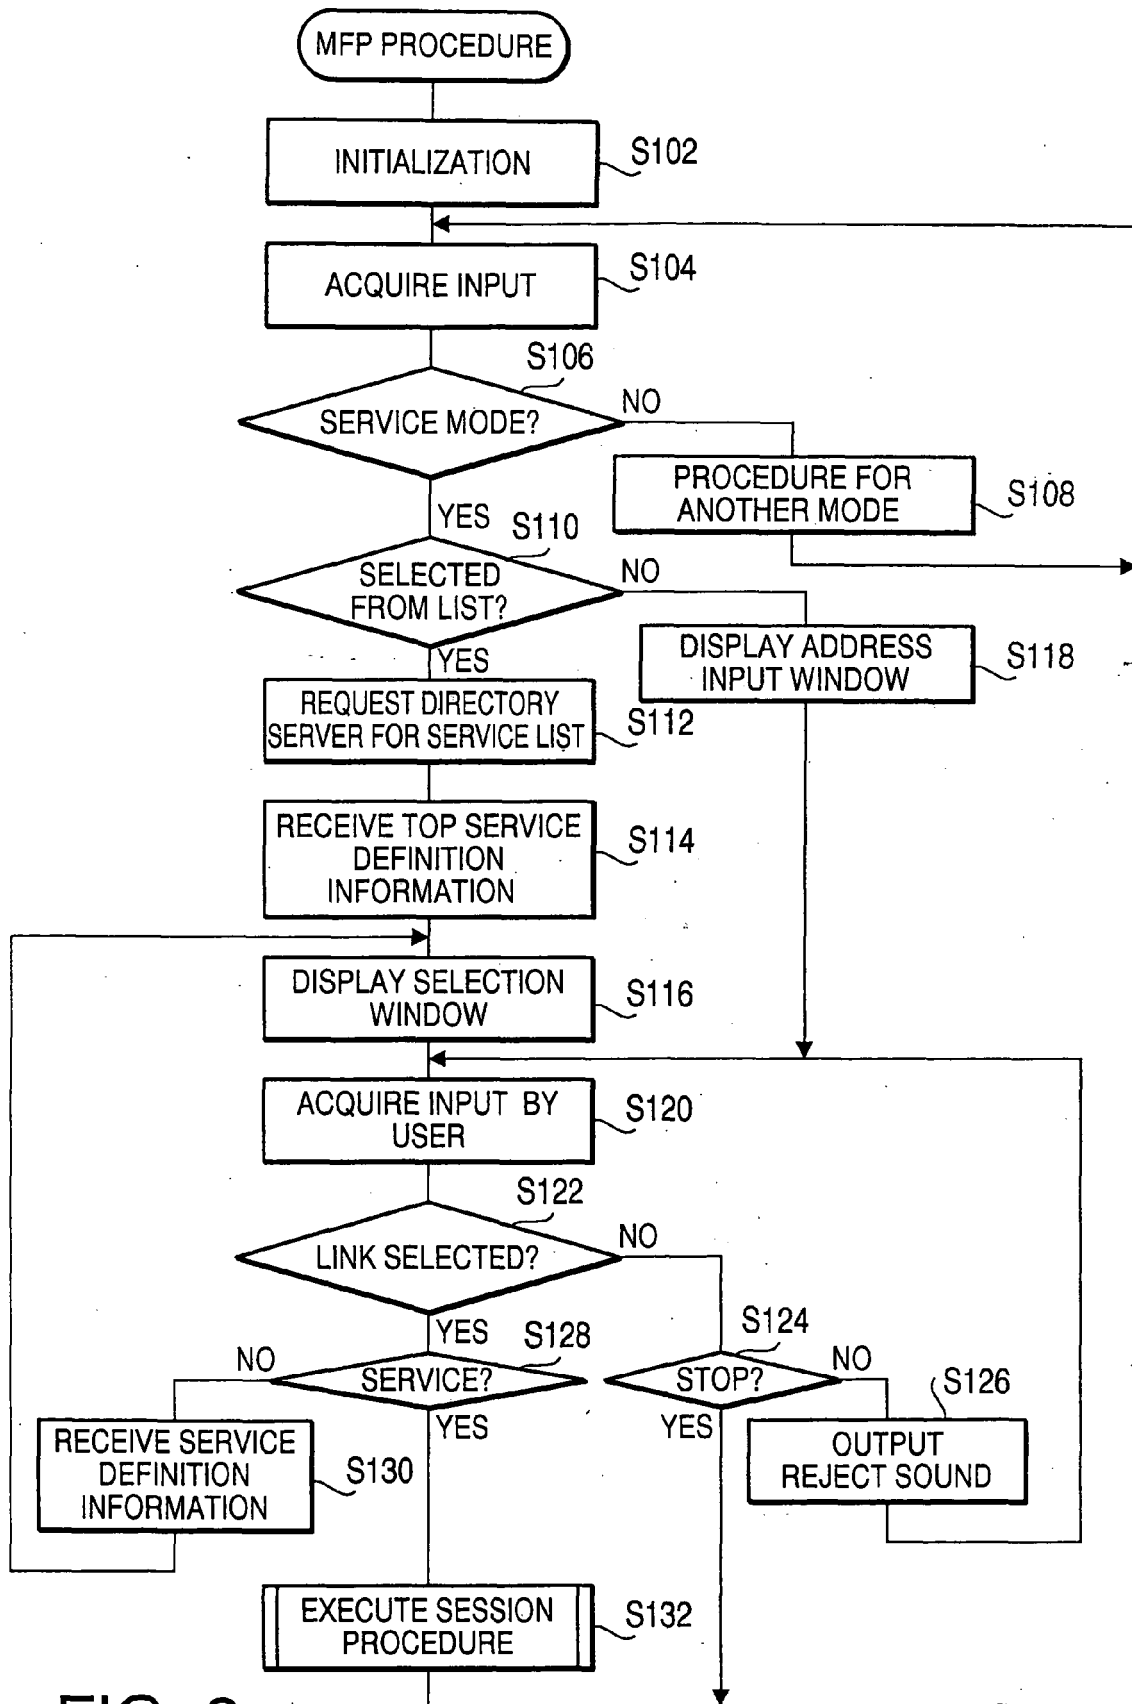 MFP PROCEDURE
INITIALIZATION
S102
ACQUIRE INPUT
S104
S106
SERVICE MODE?
NO
PROCEDURE FOR
ANOTHER MODE
S108
YES
S110
SELECTED
FROM LIST?
NO
DISPLAY ADDRESS
INPUT WINDOW
S118
YES
REQUEST DIRECTORY
SERVER FOR SERVICE LIST
S112
RECEIVE TOP SERVICE
DEFINITION
INFORMATION
S114
DISPLAY SELECTION
WINDOW
S116
ACQUIRE INPUT BY
USER
S120
S122
LINK SELECTED?
NO
YES
S128
SERVICE?
NO
YES
S124
STOP?
NO
YES
S126
OUTPUT
REJECT SOUND
RECEIVE SERVICE
DEFINITION
INFORMATION
S130
EXECUTE SESSION
PROCEDURE
S132